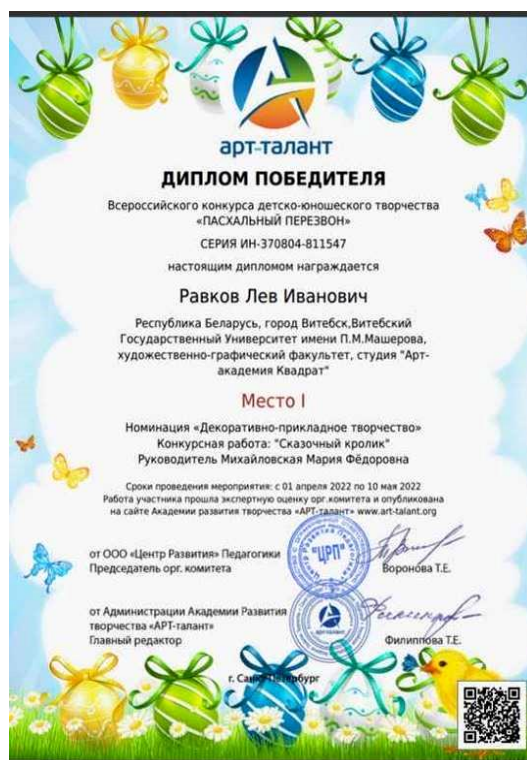 арт-талант
ДИПЛОМ ПОБЕДИТЕЛЯ
Всероссийского конкурса детско-юношеского творчества
«ПАСХАЛЬНЫЙ ПЕРЕЗВОН»
СЕРИЯ ИН-370804-811547
настоящим дипломом награждается
Равков Лев Иванович
Республика Беларусь, город Витебск,Витебский
Государственный Университет имени П.М.Машерова,
художественно-графический факультет, студия "Арт-
академия Квадрат"
Место I
Номинация «Декоративно-прикладное творчество»
Конкурсная работа: "Сказочный кролик"
Руководитель Михайловская Мария Фёдоровна
Сроки проведения мероприятия: с 01 апреля 2022 по 10 мая 2022
Работа участника прошла экспертную оценку орг.комитета и опубликована
на сайте Академии развития творчества «АРТ-талант» www.art-talant.org
от ООО «Центр Развития» Педагогики
Председатель орг. комитета
"ЦРП"
Воронова Т.Е.
от Администрации Академии Развития
творчества «АРТ-талант»
Главный редактор
арт-талант
Филиппова Т.Е.
г. Санкт-Петербург